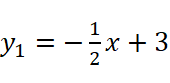 y₁ = −½x + 3